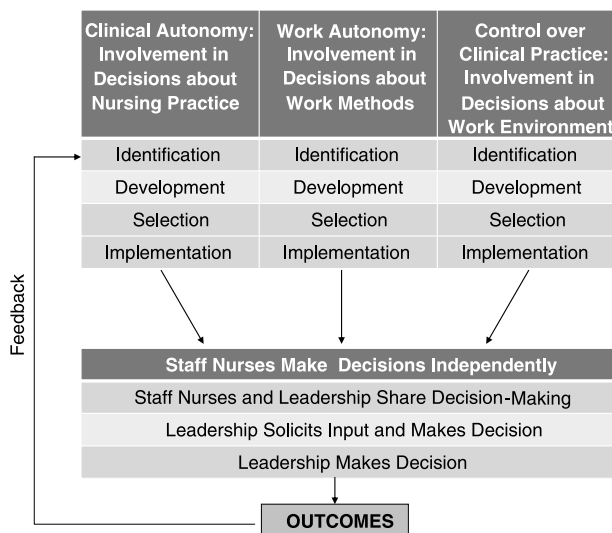 Clinical Autonomy:
Involvement in
Decisions about
Nursing Practice
Work Autonomy:
Involvement in
Decisions about
Work Methods
Control over
Clinical Practice:
Involvement in
Decisions about
Work Environment
Identification
Identification
Identification
Development
Development
Development
Selection
Selection
Selection
Implementation
Implementation
Implementation
Feedback
Staff Nurses Make Decisions Independently
Staff Nurses and Leadership Share Decision-Making
Leadership Solicits Input and Makes Decision
Leadership Makes Decision
OUTCOMES